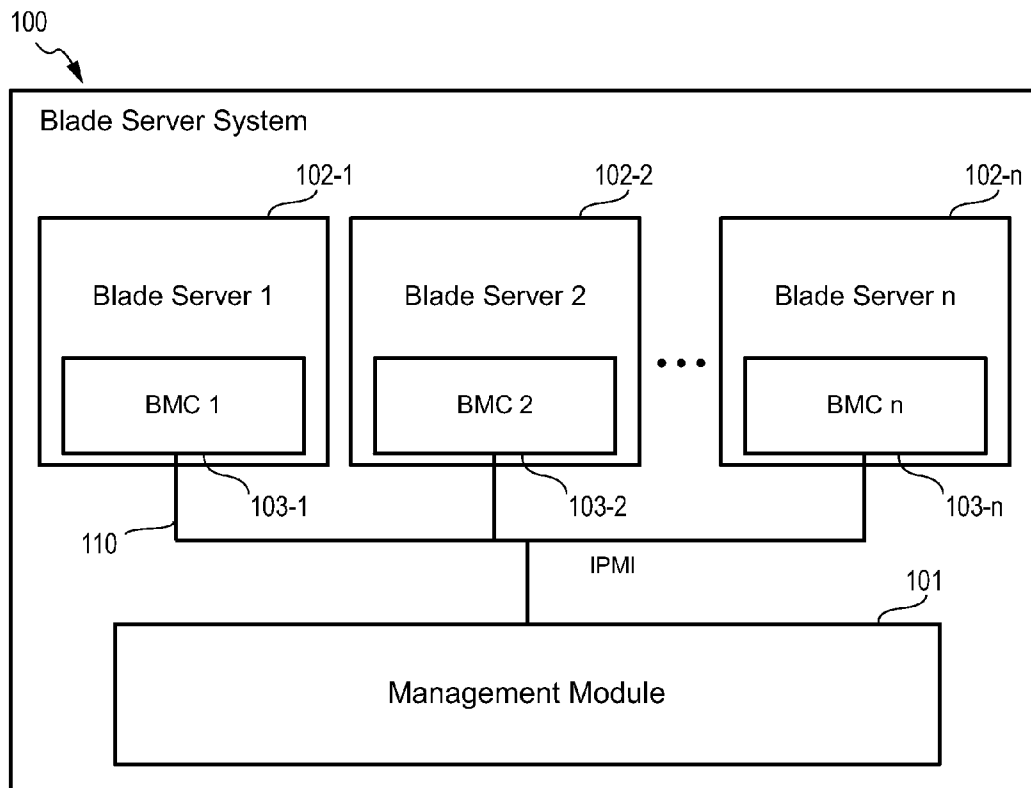 100
Blade Server System
102-1
102-2
102-n
Blade Server 1
Blade Server 2
Blade Server n
BMC 1
BMC 2
BMC n
103-1
103-2
103-n
110
IPMI
101
Management Module